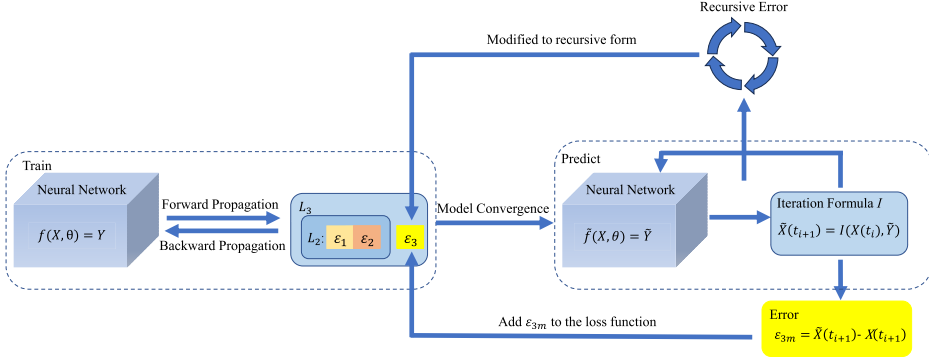 Recursive Error
Modified to recursive form
Train
Neural Network
f(X, θ) = Y
Forward Propagation
Backward Propagation
L₃
L₂: ε₁ ε₂ ε₃
Model Convergence
Predict
Neural Network
f̃(X, θ) = Ỹ
Iteration Formula I
X̃(tᵢ₊₁) = I(X(tᵢ), Ỹ)
Add ε₃ₘ to the loss function
Error
ε₃ₘ = X̃(tᵢ₊₁)- X(tᵢ₊₁)